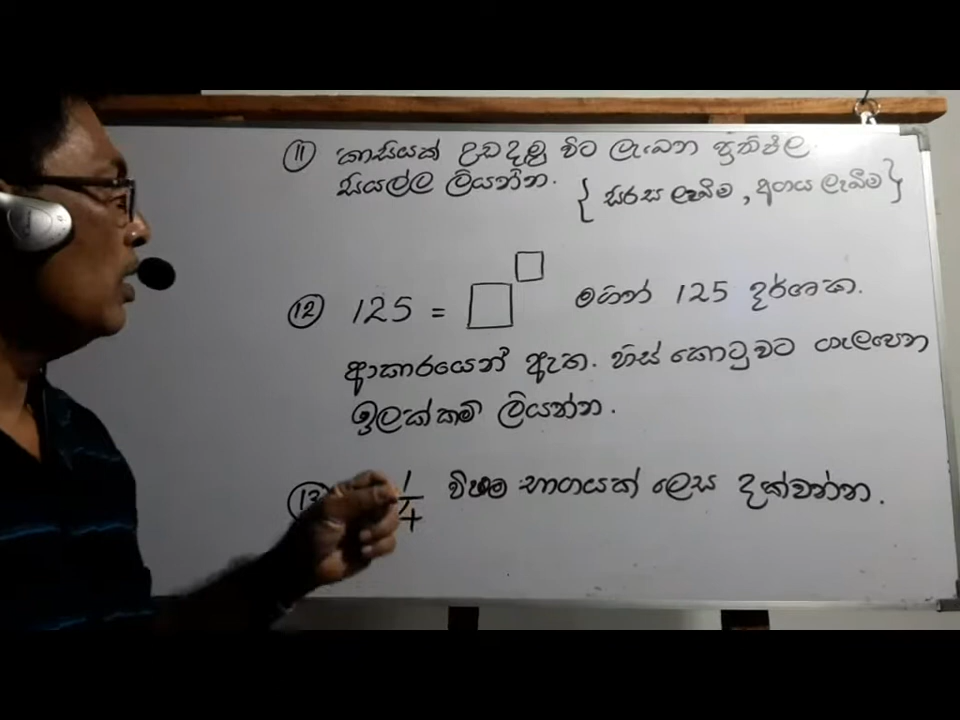 ⑪ කාසියක් උඩ දැමූ විට ලැබෙන ප්‍රතිඵල
සියල්ල ලියන්න. { සිරස ලැබීම , අගය ලැබීම }
⑫ 125 = □□ මගින් 125 දර්ශක
ආකාරයෙන් ඇත. හිස් කොටුවට ගැලපෙන
ඉලක්කම් ලියන්න.
⑬ 1/4 විෂම භාගයක් ලෙස දක්වන්න.